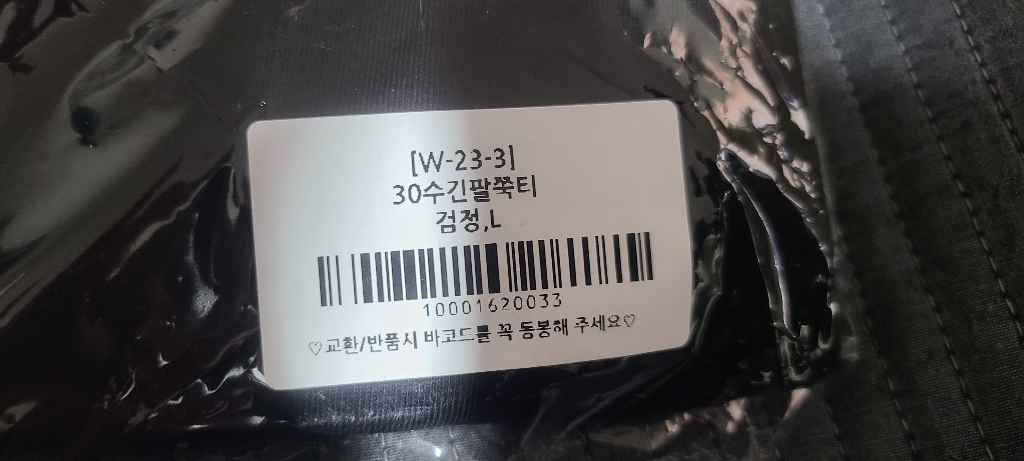 [W-23-3]
30수긴팔쭉티
검정,L
10001620033
♡교환/반품시 바코드를 꼭 동봉해 주세요♡